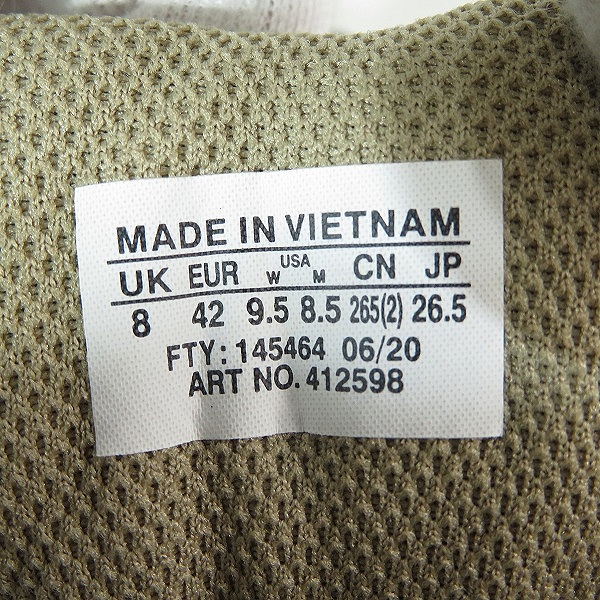 MADE IN VIETNAM
UK EUR W USA M CN JP
8 42 9.5 8.5 265(2) 26.5
FTY: 145464 06/20
ART NO. 412598